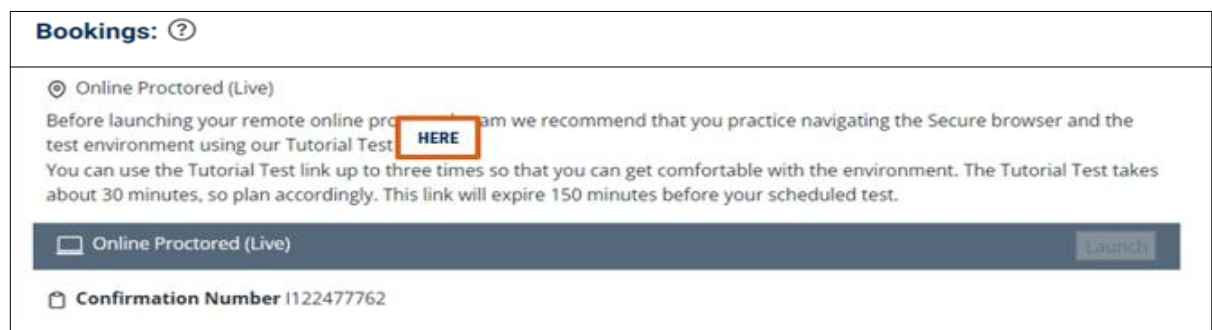 Bookings: ?
Online Proctored (Live)
Before launching your remote online pro am we recommend that you practice navigating the Secure browser and the
test environment using our Tutorial Test HERE
You can use the Tutorial Test link up to three times so that you can get comfortable with the environment. The Tutorial Test takes
about 30 minutes, so plan accordingly. This link will expire 150 minutes before your scheduled test.
Online Proctored (Live) Launch
Confirmation Number I122477762